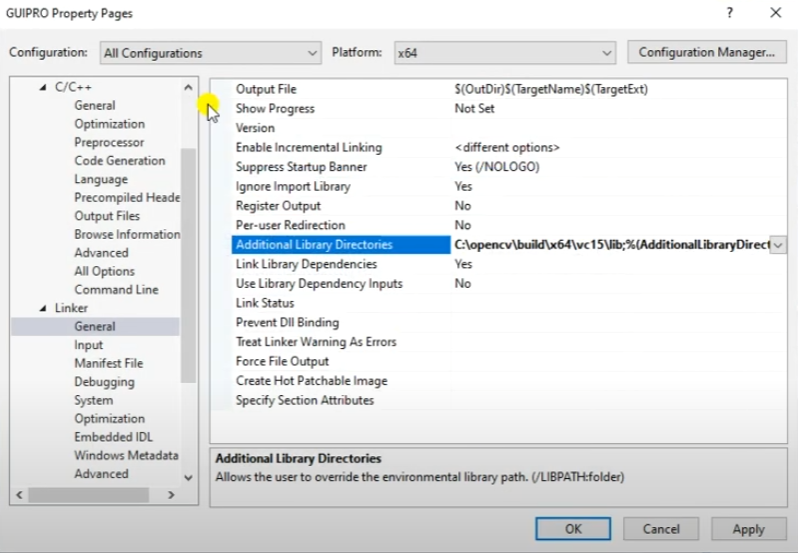 GUIPRO Property Pages
Configuration: All Configurations Platform: x64 Configuration Manager...
C/C++
General
Optimization
Preprocessor
Code Generation
Language
Precompiled Heade
Output Files
Browse Information
Advanced
All Options
Command Line
Linker
General
Input
Manifest File
Debugging
System
Optimization
Embedded IDL
Windows Metadata
Advanced
Output File $(OutDir)$(TargetName)$(TargetExt)
Show Progress Not Set
Version
Enable Incremental Linking <different options>
Suppress Startup Banner Yes (/NOLOGO)
Ignore Import Library Yes
Register Output No
Per-user Redirection No
Additional Library Directories C:\opencv\build\x64\vc15\lib;%(AdditionalLibraryDirect
Link Library Dependencies Yes
Use Library Dependency Inputs No
Link Status
Prevent Dll Binding
Treat Linker Warning As Errors
Force File Output
Create Hot Patchable Image
Specify Section Attributes
Additional Library Directories
Allows the user to override the environmental library path. (/LIBPATH:folder)
OK Cancel Apply